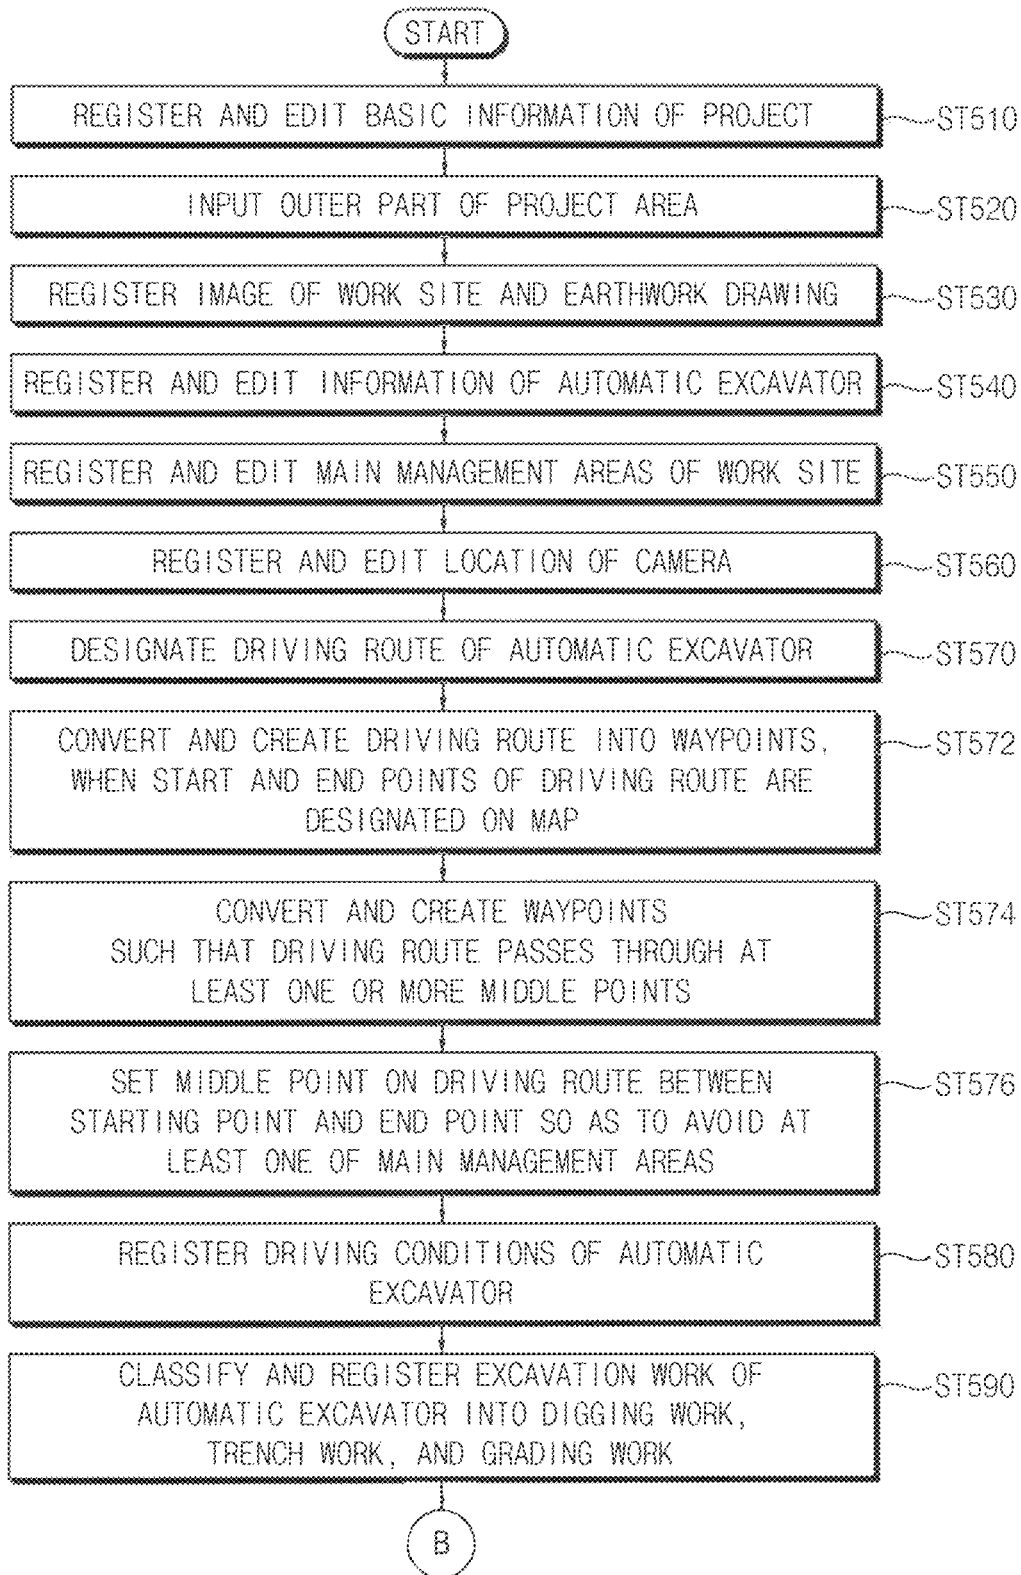 START
REGISTER AND EDIT BASIC INFORMATION OF PROJECT
ST510
INPUT OUTER PART OF PROJECT AREA
ST520
REGISTER IMAGE OF WORK SITE AND EARTHWORK DRAWING
ST530
REGISTER AND EDIT INFORMATION OF AUTOMATIC EXCAVATOR
ST540
REGISTER AND EDIT MAIN MANAGEMENT AREAS OF WORK SITE
ST550
REGISTER AND EDIT LOCATION OF CAMERA
ST560
DESIGNATE DRIVING ROUTE OF AUTOMATIC EXCAVATOR
ST570
CONVERT AND CREATE DRIVING ROUTE INTO WAYPOINTS,
WHEN START AND END POINTS OF DRIVING ROUTE ARE
DESIGNATED ON MAP
ST572
CONVERT AND CREATE WAYPOINTS
SUCH THAT DRIVING ROUTE PASSES THROUGH AT
LEAST ONE OR MORE MIDDLE POINTS
ST574
SET MIDDLE POINT ON DRIVING ROUTE BETWEEN
STARTING POINT AND END POINT SO AS TO AVOID AT
LEAST ONE OF MAIN MANAGEMENT AREAS
ST576
REGISTER DRIVING CONDITIONS OF AUTOMATIC
EXCAVATOR
ST580
CLASSIFY AND REGISTER EXCAVATION WORK OF
AUTOMATIC EXCAVATOR INTO DIGGING WORK,
TRENCH WORK, AND GRADING WORK
ST590
B